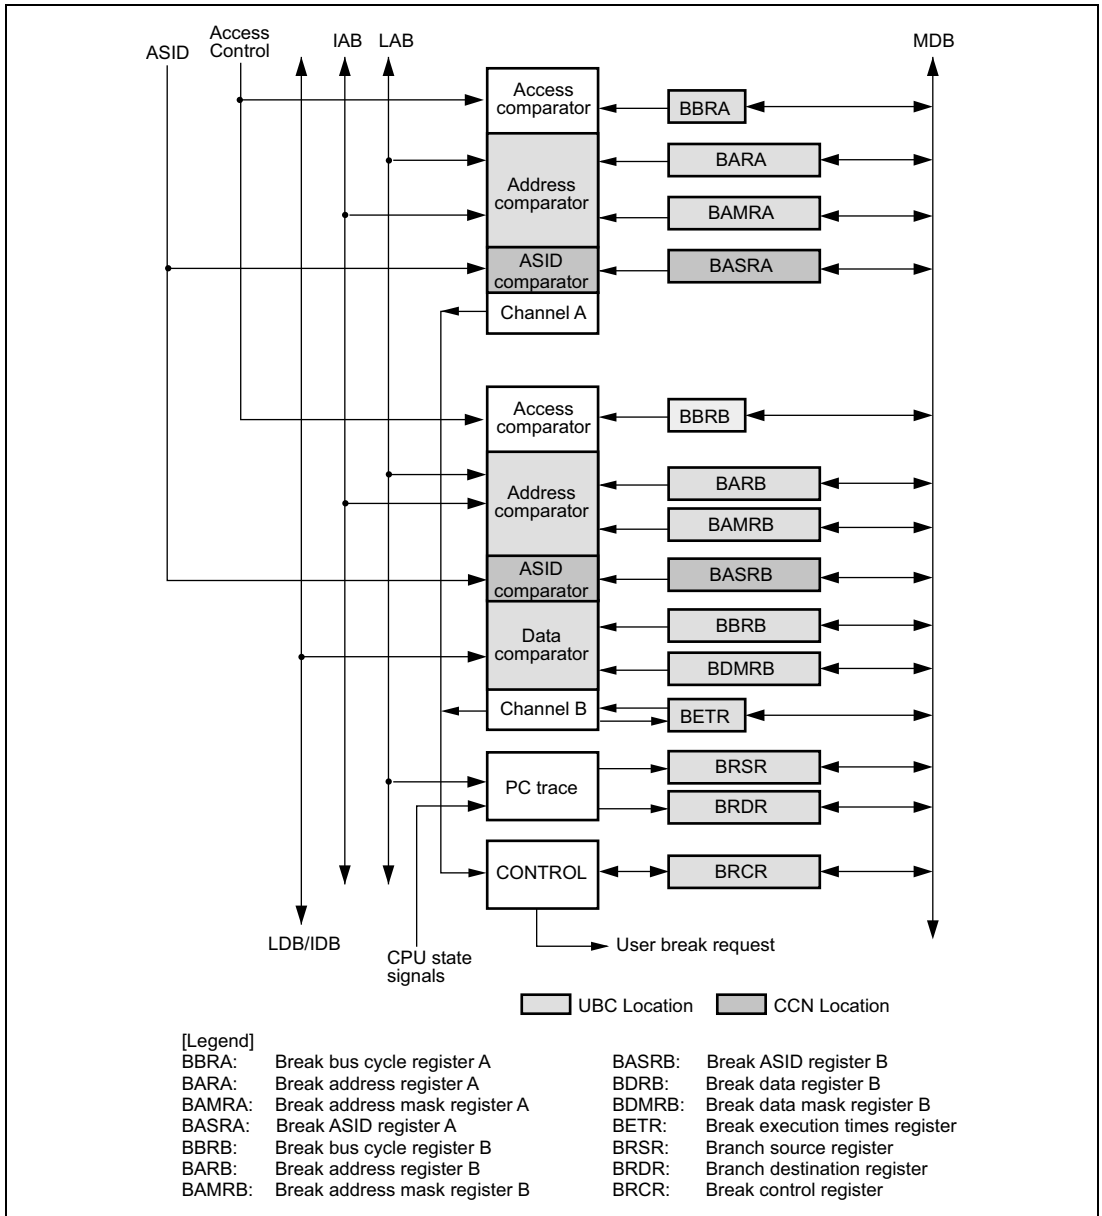 ASID
Access
Control
IAB
LAB
MDB
Access
comparator
BBRA
Address
comparator
BARA
BAMRA
ASID
comparator
BASRA
Channel A
Access
comparator
BBRB
Address
comparator
BARB
BAMRB
ASID
comparator
BASRB
Data
comparator
BBRB
BDMRB
Channel B
BETR
PC trace
BRSR
BRDR
CONTROL
BRCR
LDB/IDB
CPU state
signals
User break request
UBC Location
CCN Location
[Legend]
BBRA: Break bus cycle register A
BARA: Break address register A
BAMRA: Break address mask register A
BASRA: Break ASID register A
BBRB: Break bus cycle register B
BARB: Break address register B
BAMRB: Break address mask register B
BASRB: Break ASID register B
BDRB: Break data register B
BDMRB: Break data mask register B
BETR: Break execution times register
BRSR: Branch source register
BRDR: Branch destination register
BRCR: Break control register